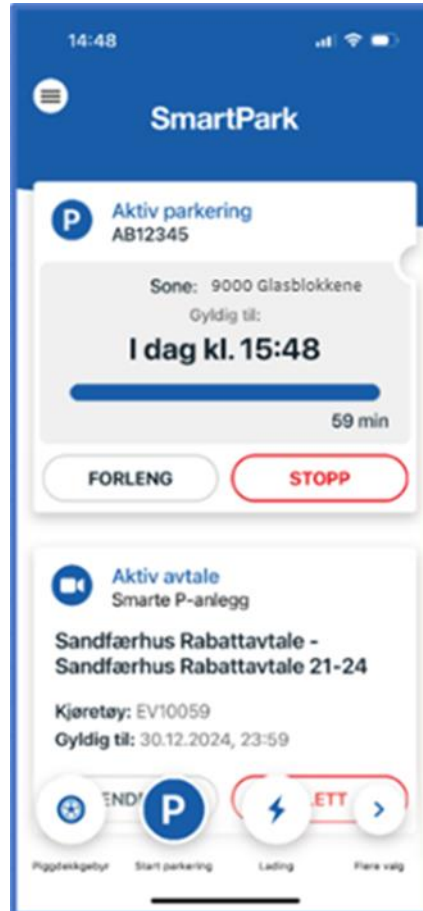 14:48
SmartPark
P
Aktiv parkering
AB12345
Sone: 9000 Glasblokkene
Gyldig til:
I dag kl. 15:48
59 min
FORLENG
STOPP
Aktiv avtale
Smarte P-anlegg
Sandfærhus Rabattavtale -
Sandfærhus Rabattavtale 21-24
Kjøretøy: EV10059
Gyldig til: 30.12.2024, 23:59
P
Piggdekkgebyr
Start parkering
Lading
Flere valg